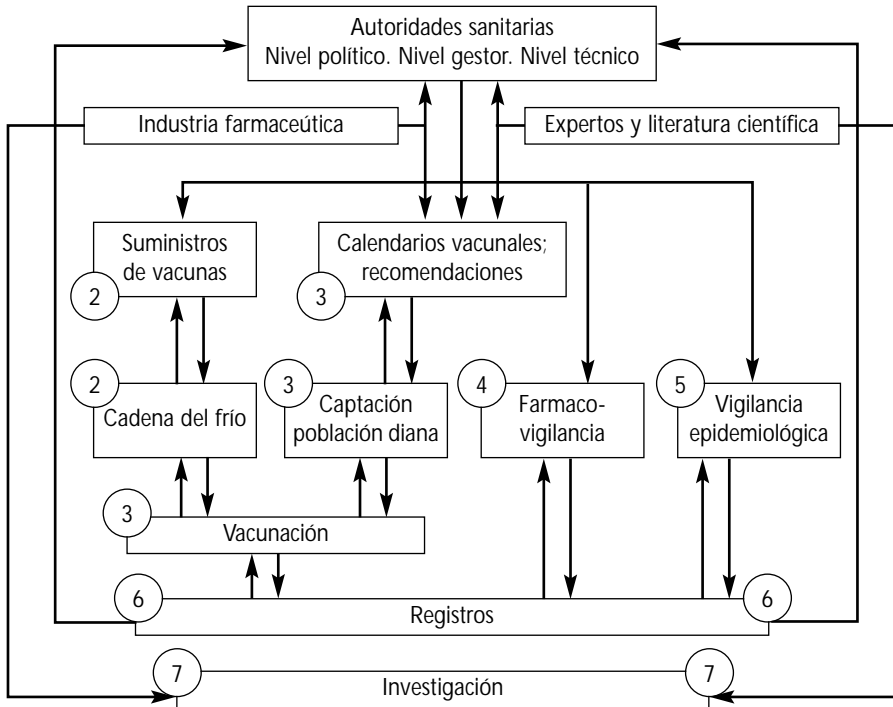 Autoridades sanitarias
Nivel político. Nivel gestor. Nivel técnico
Industria farmaceútica
Expertos y literatura científica
Suministros
de vacunas
2
Calendarios vacunales;
recomendaciones
3
2
Cadena del frío
3
Captación
población diana
4
Farmaco-
vigilancia
5
Vigilancia
epidemiológica
3
Vacunación
6
Registros
6
7
Investigación
7